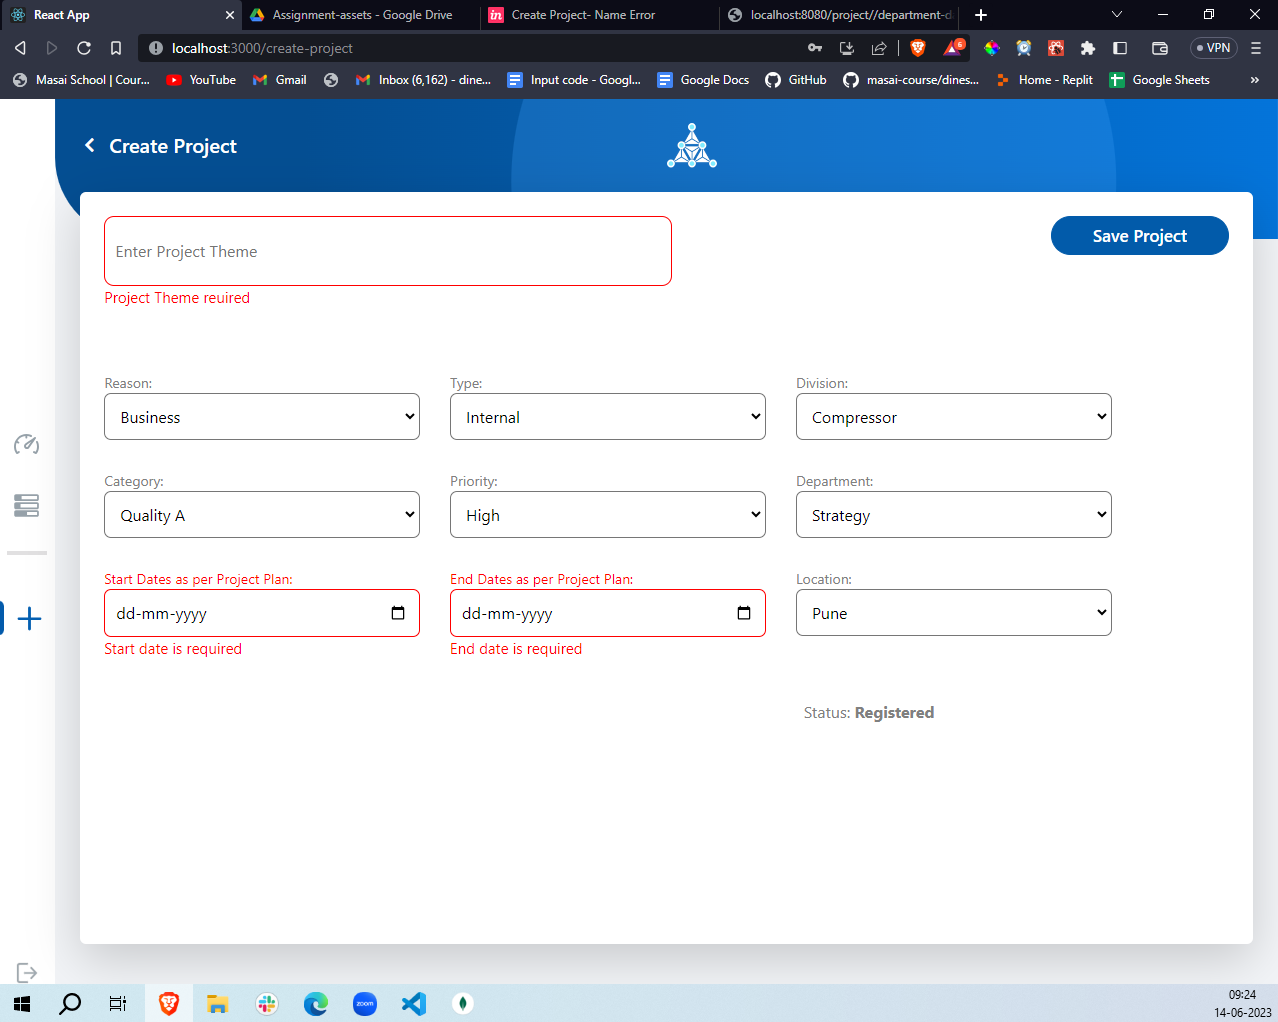 React App
Assignment-assets - Google Drive
in
Create Project- Name Error
localhost:8080/project//department-d
localhost:3000/create-project
6
VPN
Masai School | Cour...
YouTube
Gmail
Inbox (6,162) - dine...
Input code - Googl...
Google Docs
GitHub
masai-course/dines...
Home - Replit
Google Sheets
»
Create Project
Enter Project Theme
Save Project
Project Theme reuired
Reason:
Type:
Division:
Business
Internal
Compressor
Category:
Priority:
Department:
Quality A
High
Strategy
Start Dates as per Project Plan:
End Dates as per Project Plan:
Location:
dd-mm-yyyy
dd-mm-yyyy
Pune
Start date is required
End date is required
Status: Registered
zoom
09:24
14-06-2023